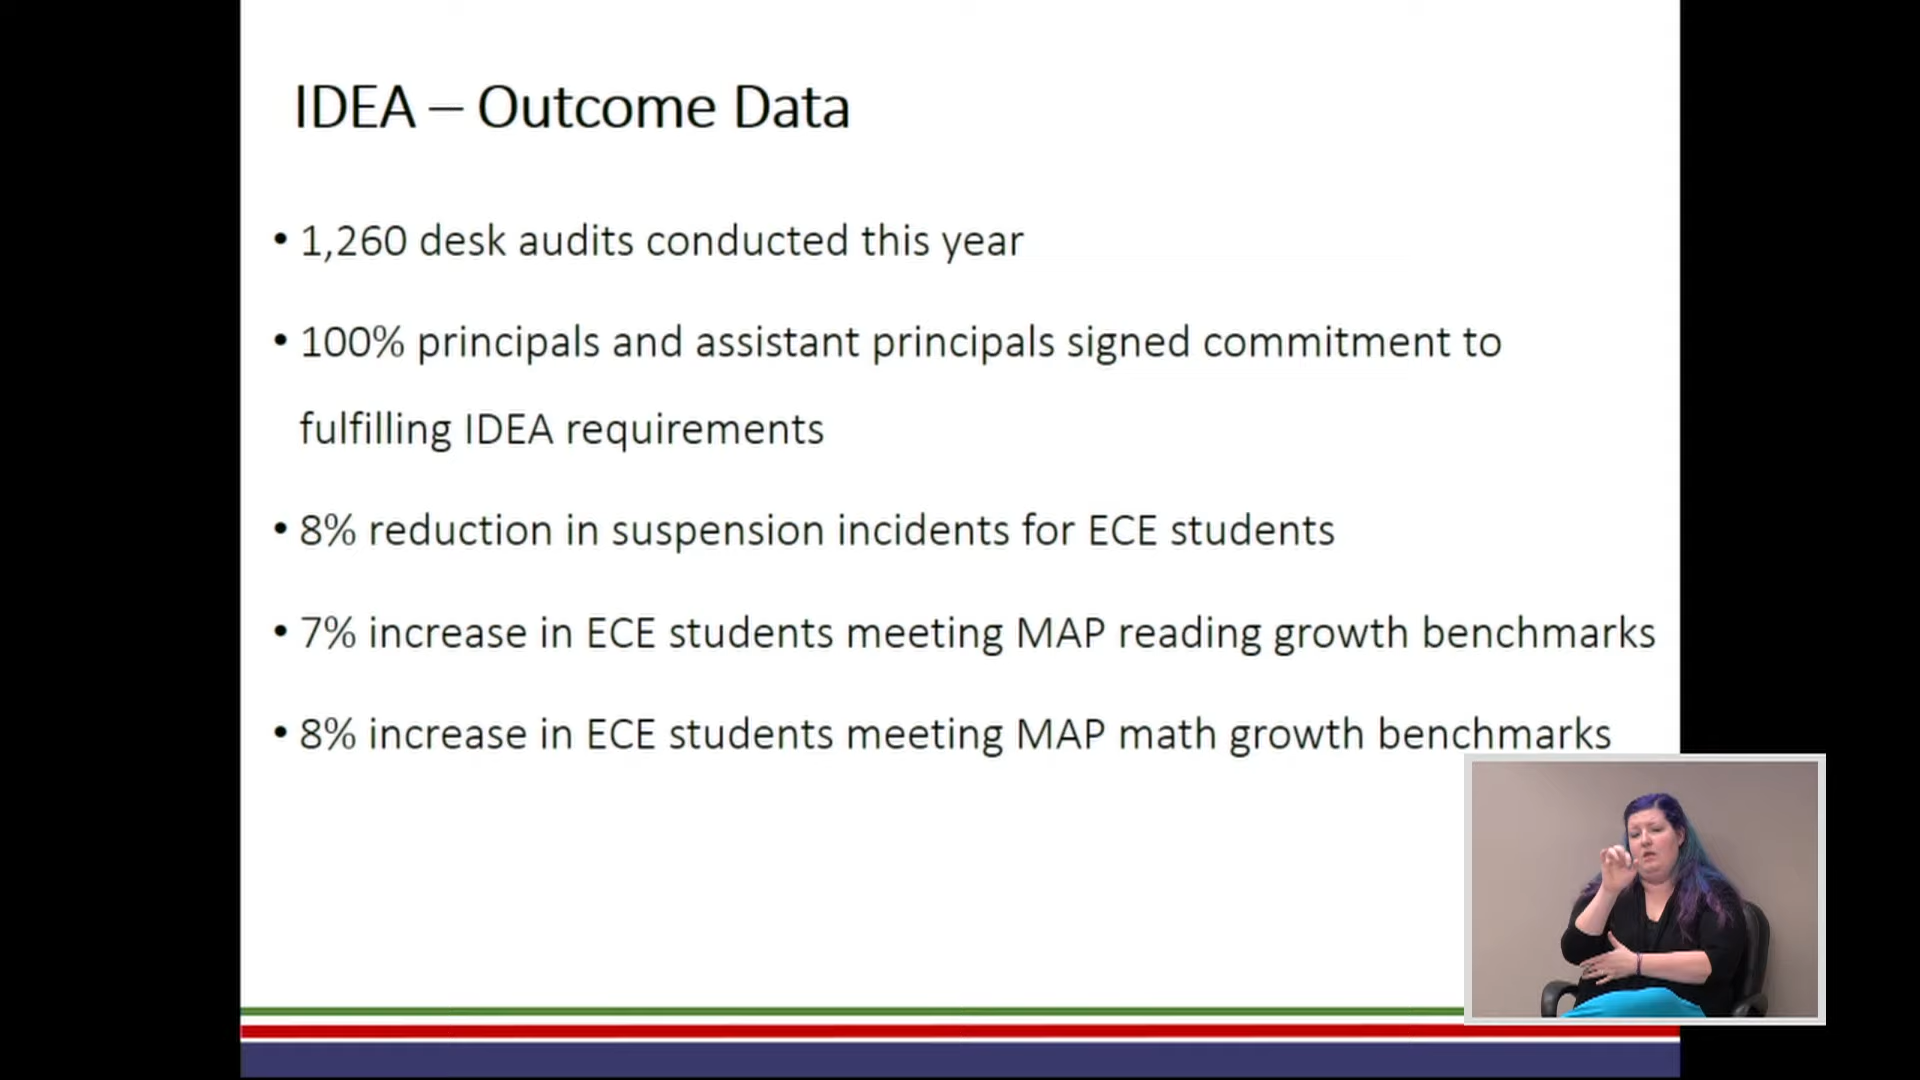 IDEA – Outcome Data
• 1,260 desk audits conducted this year
• 100% principals and assistant principals signed commitment to
fulfilling IDEA requirements
• 8% reduction in suspension incidents for ECE students
• 7% increase in ECE students meeting MAP reading growth benchmarks
• 8% increase in ECE students meeting MAP math growth benchmarks